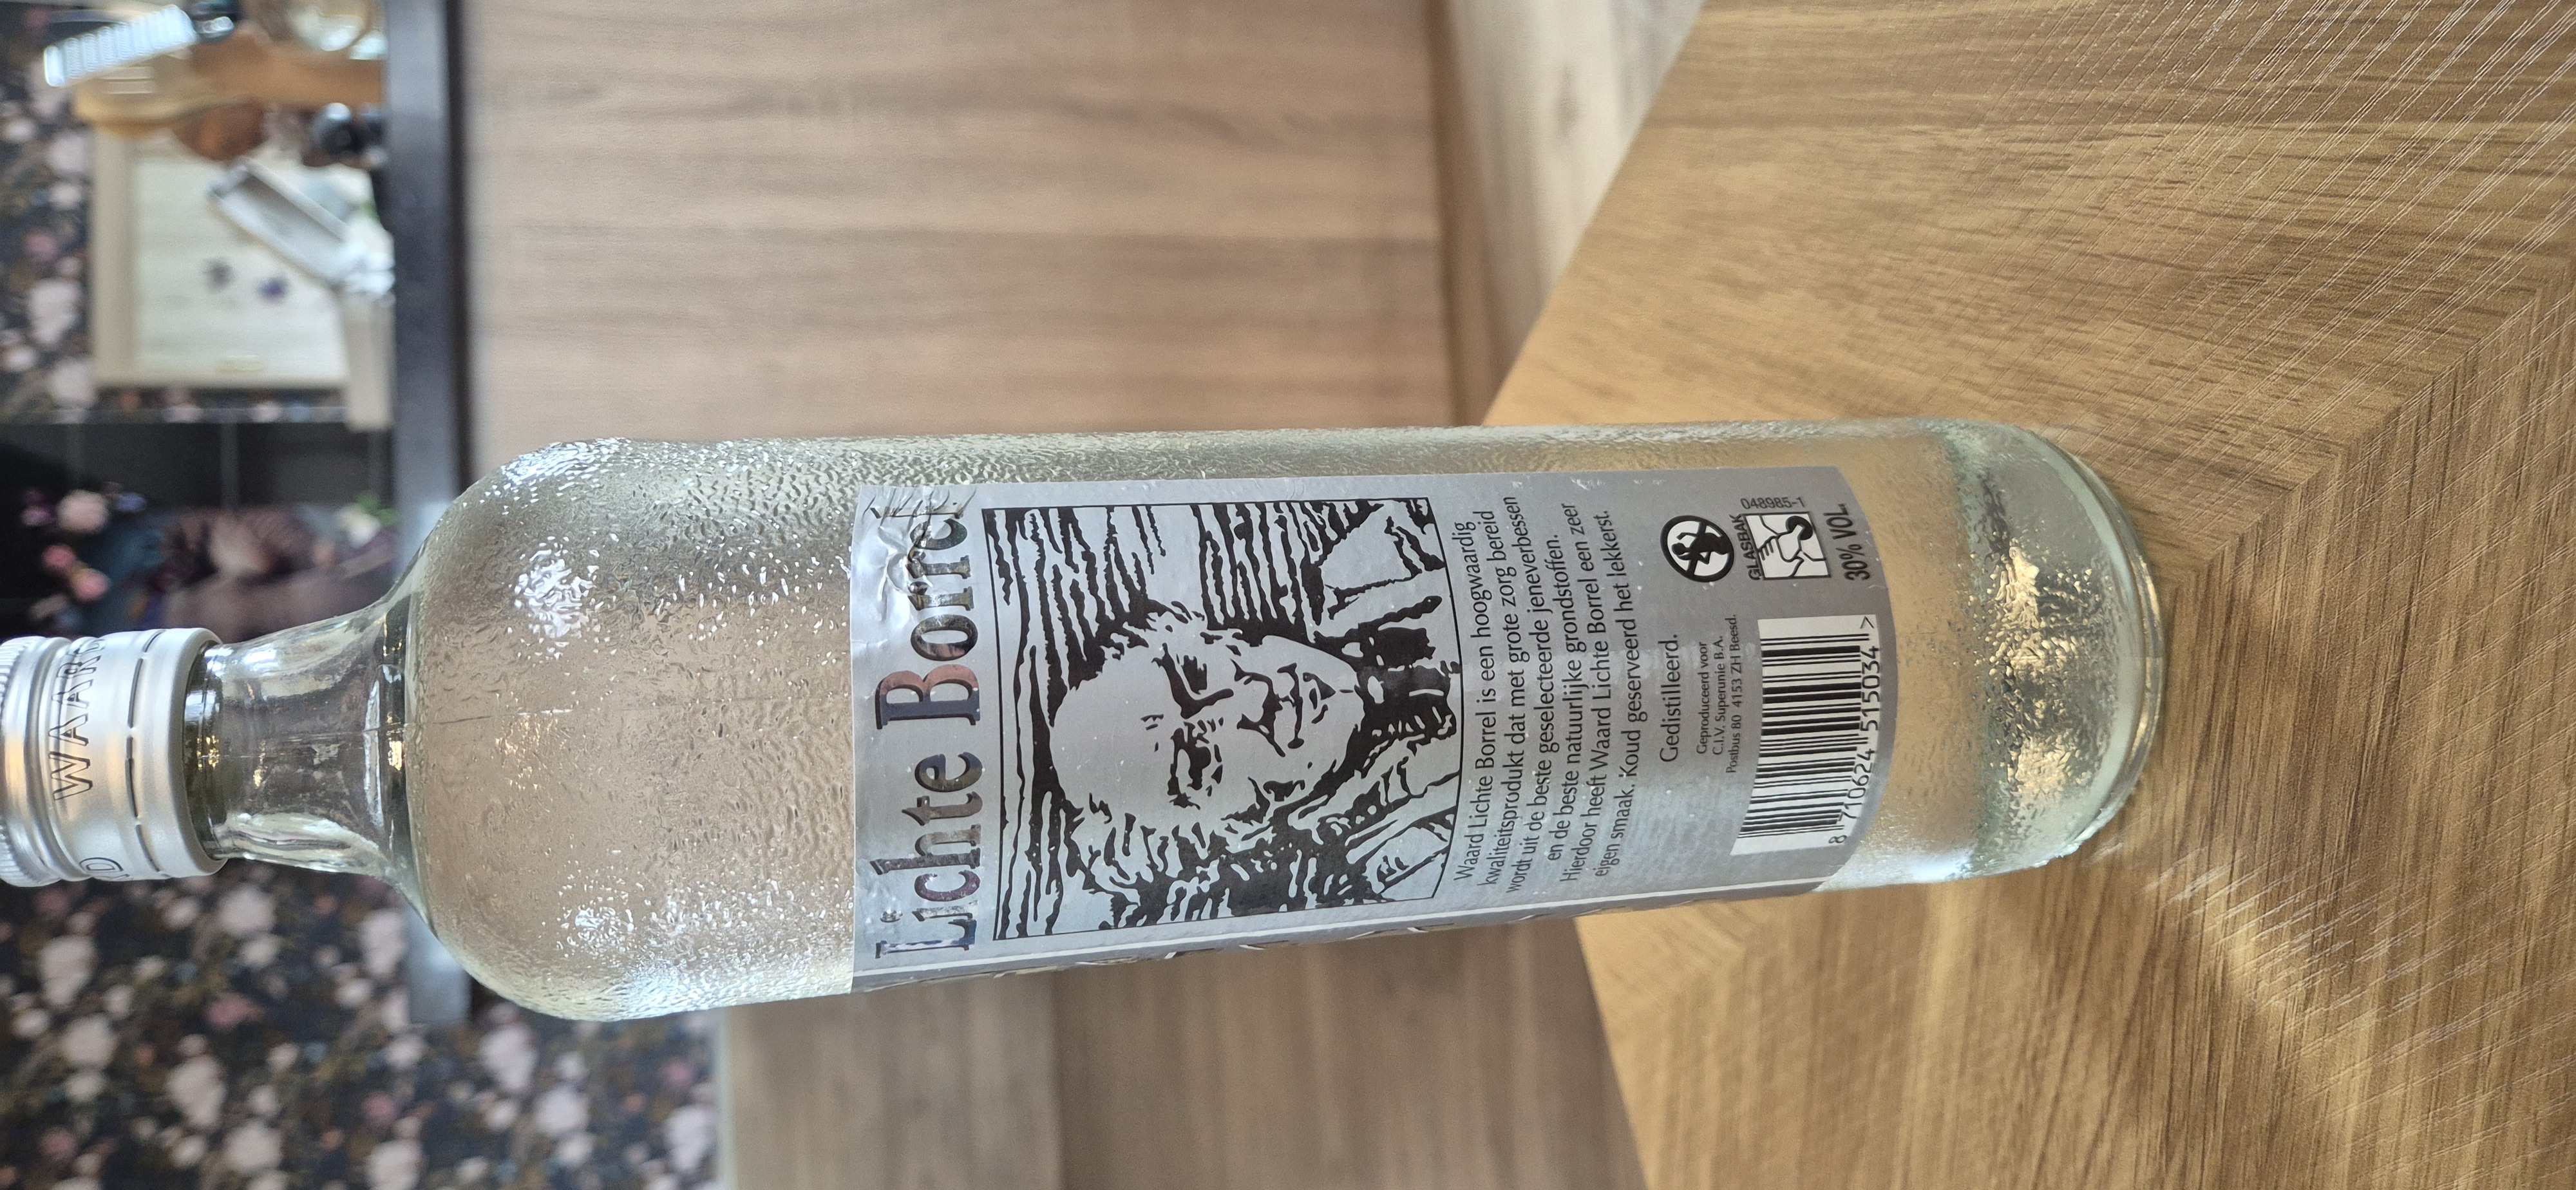 WAARD
Lichte Borrel
Waard Lichte Borrel is een hoogwaardig
kwaliteitsprodukt dat met grote zorg bereid
wordt uit de beste geselecteerde jeneverbessen
en de beste natuurlijke grondstoffen.
Hierdoor heeft Waard Lichte Borrel een zeer
eigen smaak. Koud geserveerd het lekkerst.
Gedistilleerd.
Geproduceerd voor
C.I.V. Superunie B.A.
Postbus 80 4153 ZH Beesd.
GLASBAK
048985-1
8 710624 515034 >
30% VOL.